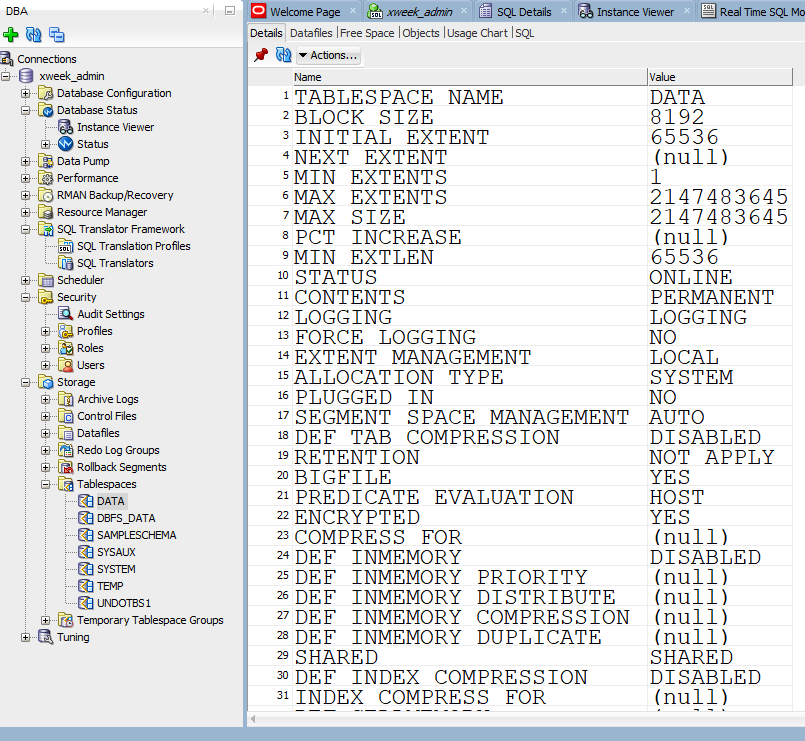 DBA
Connections
xweek_admin
Database Configuration
Database Status
Instance Viewer
Status
Data Pump
Performance
RMAN Backup/Recovery
Resource Manager
SQL Translator Framework
SQL Translation Profiles
SQL Translators
Scheduler
Security
Audit Settings
Profiles
Roles
Users
Storage
Archive Logs
Control Files
Datafiles
Redo Log Groups
Rollback Segments
Tablespaces
DATA
DBFS_DATA
SAMPLESCHEMA
SYSAUX
SYSTEM
TEMP
UNDOTBS1
Temporary Tablespace Groups
Tuning
Welcome Page xweek_admin SQL Details Instance Viewer Real Time SQL Mo
Details Datafiles Free Space Objects Usage Chart SQL
Actions...
Name Value
1 TABLESPACE NAME DATA
2 BLOCK SIZE 8192
3 INITIAL EXTENT 65536
4 NEXT EXTENT (null)
5 MIN EXTENTS 1
6 MAX EXTENTS 2147483645
7 MAX SIZE 2147483645
8 PCT INCREASE (null)
9 MIN EXTLEN 65536
10 STATUS ONLINE
11 CONTENTS PERMANENT
12 LOGGING LOGGING
13 FORCE LOGGING NO
14 EXTENT MANAGEMENT LOCAL
15 ALLOCATION TYPE SYSTEM
16 PLUGGED IN NO
17 SEGMENT SPACE MANAGEMENT AUTO
18 DEF TAB COMPRESSION DISABLED
19 RETENTION NOT APPLY
20 BIGFILE YES
21 PREDICATE EVALUATION HOST
22 ENCRYPTED YES
23 COMPRESS FOR (null)
24 DEF INMEMORY DISABLED
25 DEF INMEMORY PRIORITY (null)
26 DEF INMEMORY DISTRIBUTE (null)
27 DEF INMEMORY COMPRESSION (null)
28 DEF INMEMORY DUPLICATE (null)
29 SHARED SHARED
30 DEF INDEX COMPRESSION DISABLED
31 INDEX COMPRESS FOR (null)